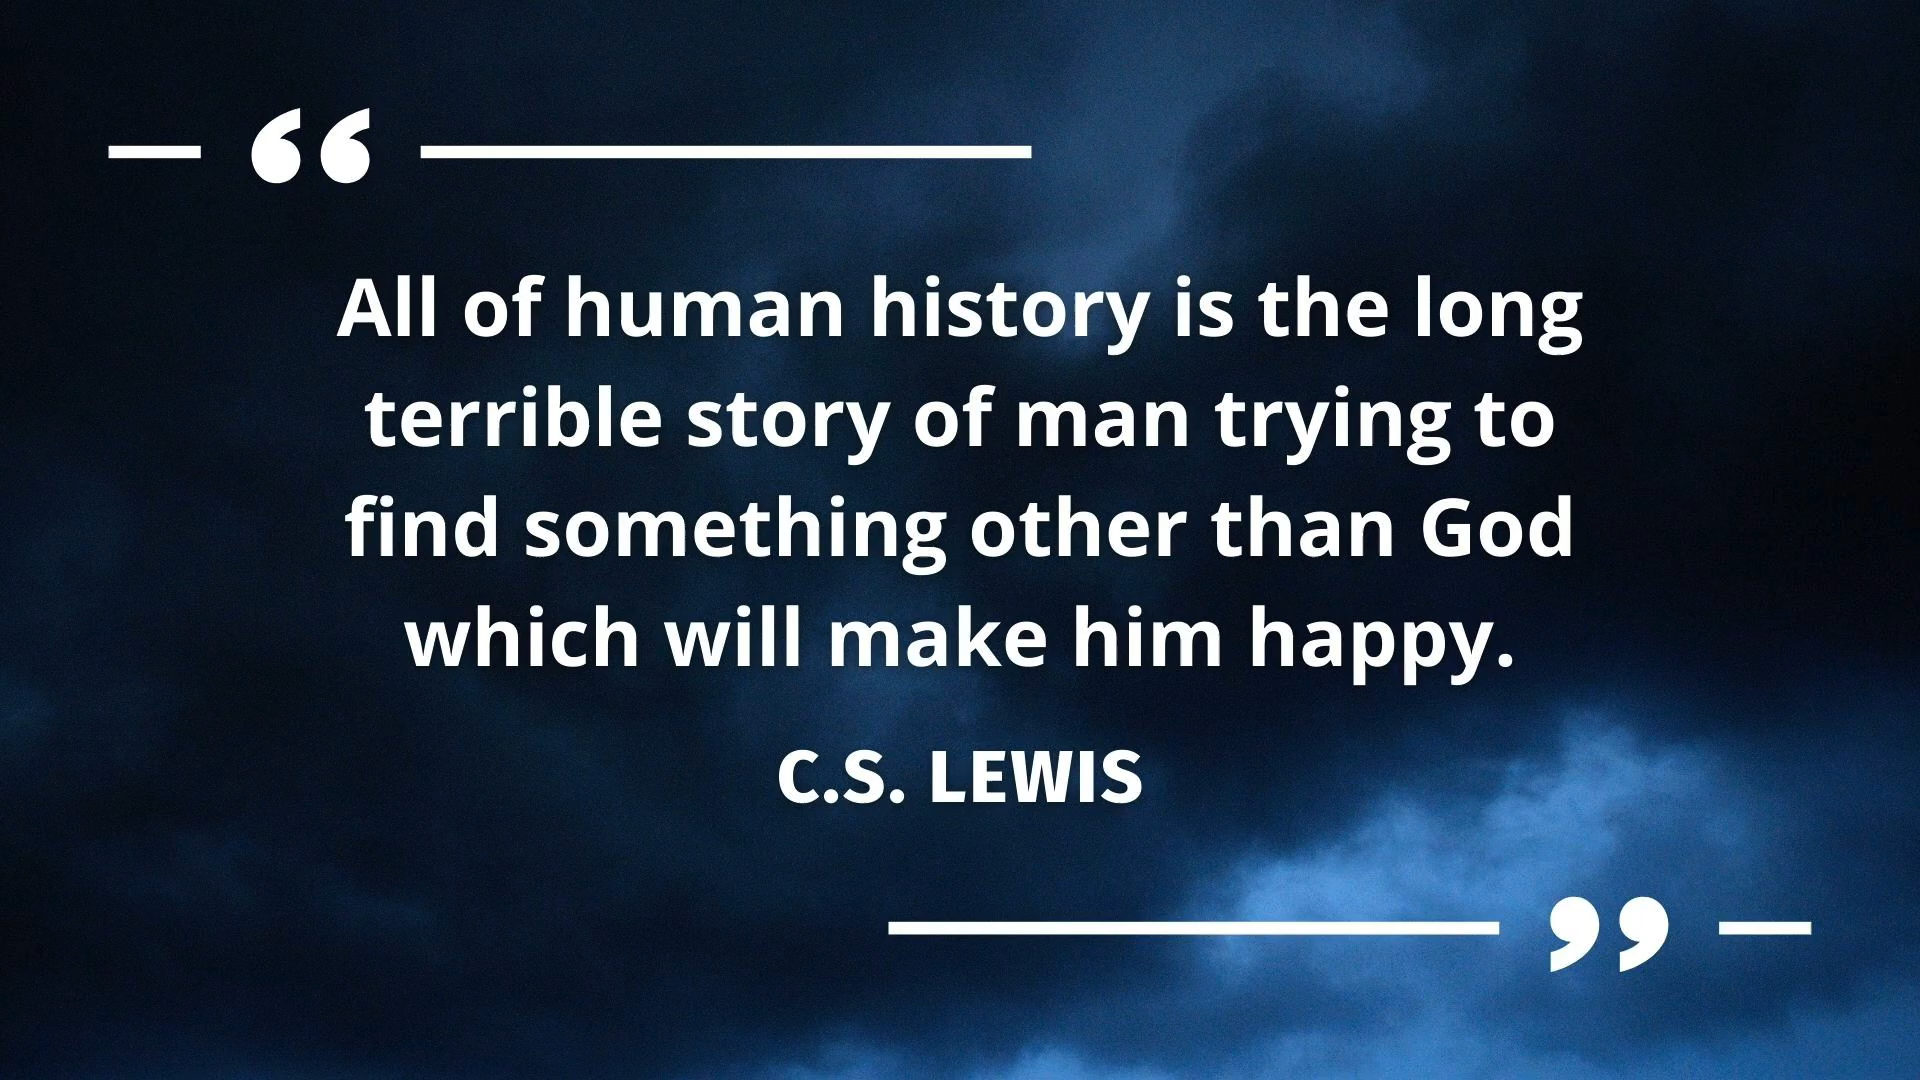 “
All of human history is the long
terrible story of man trying to
find something other than God
which will make him happy.
C.S. LEWIS
”